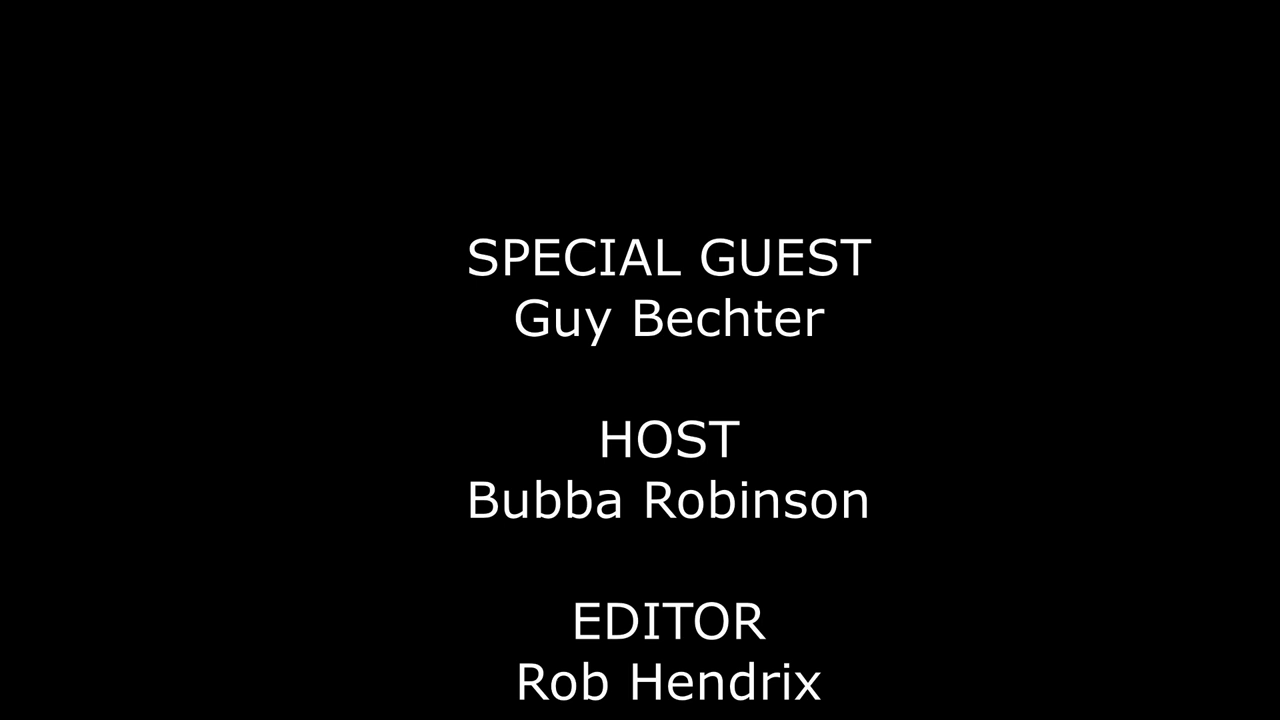 SPECIAL GUEST
Guy Bechter
HOST
Bubba Robinson
EDITOR
Rob Hendrix